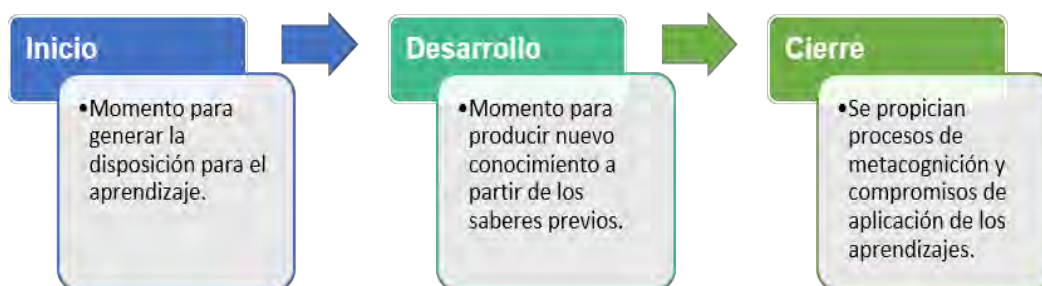 Inicio
•Momento para
generar la
disposición para el
aprendizaje.
Desarrollo
•Momento para
producir nuevo
conocimiento a
partir de los
saberes previos.
Cierre
•Se propician
procesos de
metacognición y
compromisos de
aplicación de los
aprendizajes.